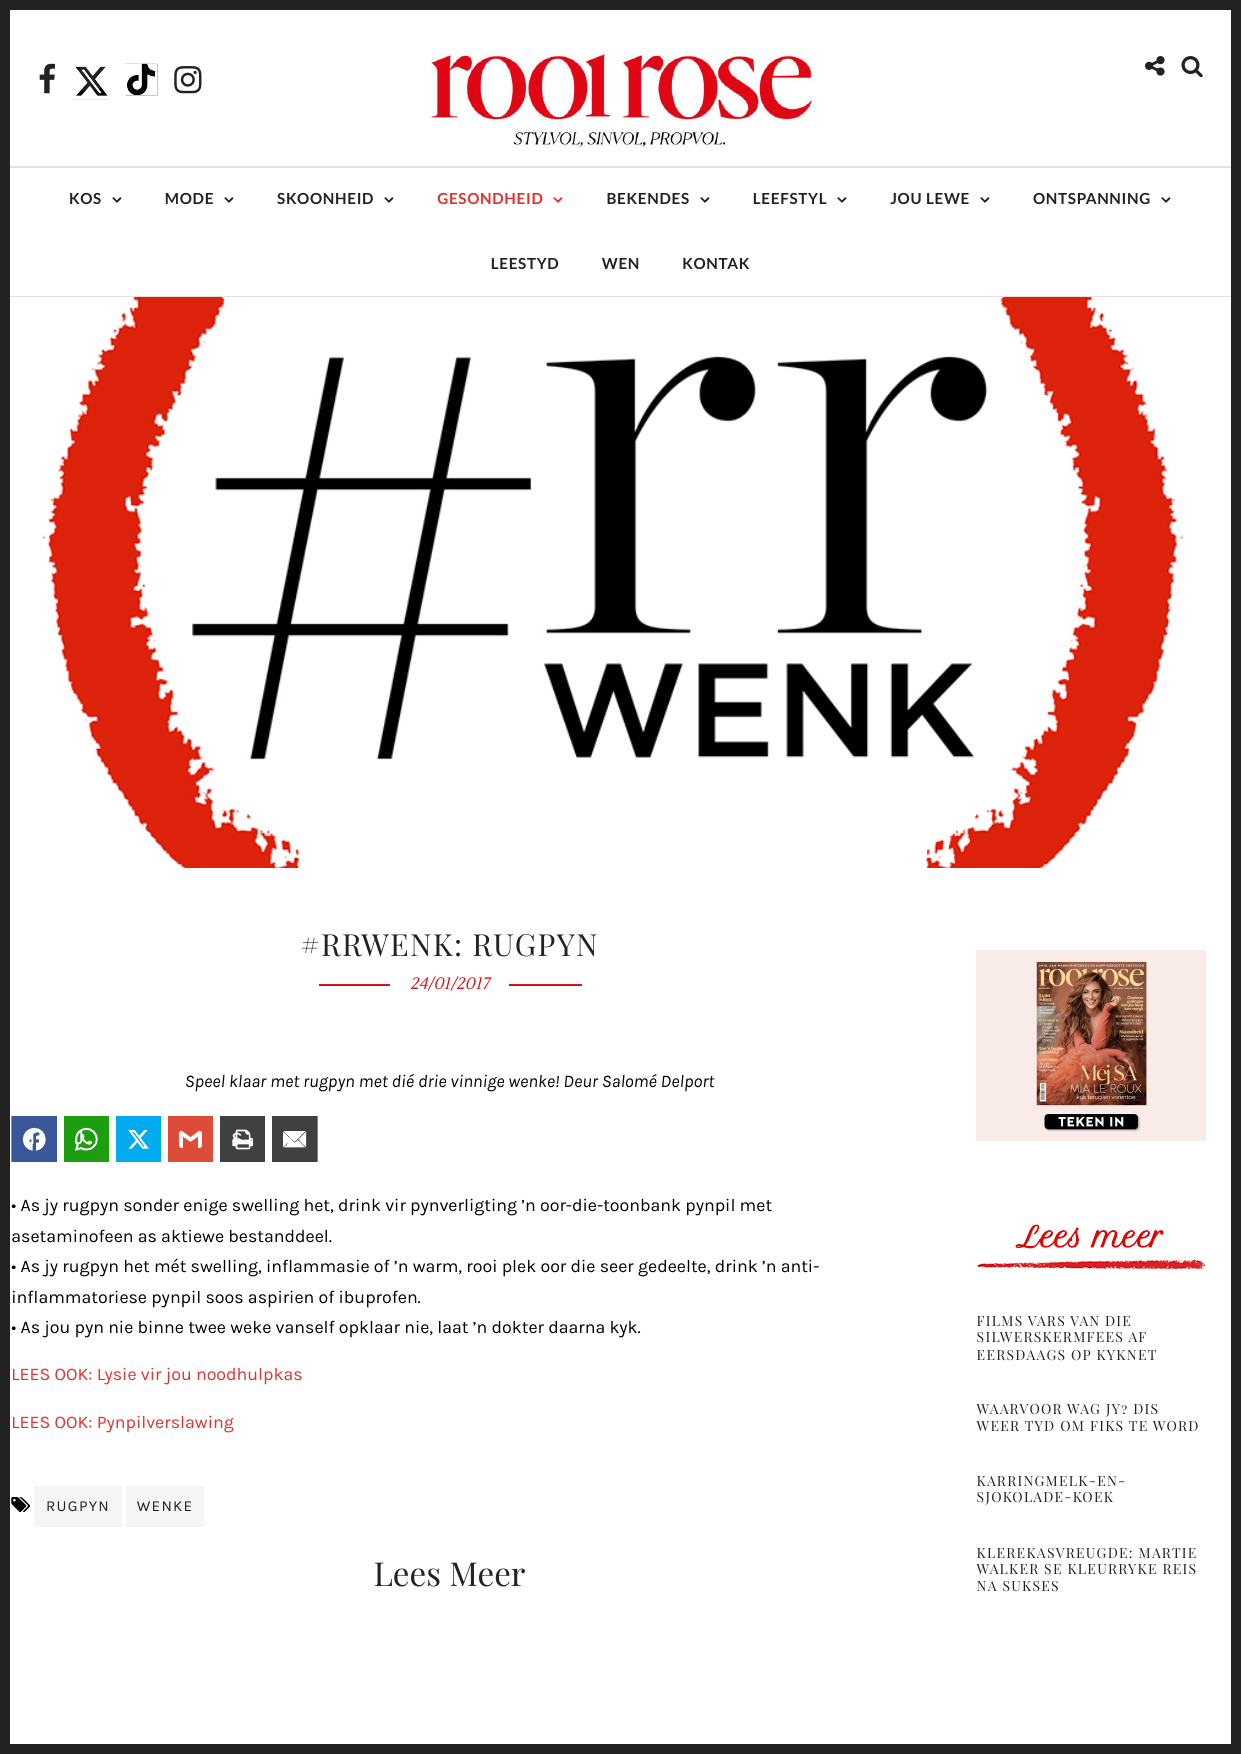 rooi rose
STYLVOL, SINVOL, PROPVOL.
KOS MODE SKOONHEID GESONDHEID BEKENDES LEEFSTYL JOU LEWE ONTSPANNING
LEESTYD WEN KONTAK
#rr
WENK
#RRWENK: RUGPYN
24/01/2017
Speel klaar met rugpyn met dié drie vinnige wenke! Deur Salomé Delport
• As jy rugpyn sonder enige swelling het, drink vir pynverligting ’n oor-die-toonbank pynpil met
asetaminofeen as aktiewe bestanddeel.
• As jy rugpyn het mét swelling, inflammasie of ’n warm, rooi plek oor die seer gedeelte, drink ’n anti-
inflammatoriese pynpil soos aspirien of ibuprofen.
• As jou pyn nie binne twee weke vanself opklaar nie, laat ’n dokter daarna kyk.
LEES OOK: Lysie vir jou noodhulpkas
LEES OOK: Pynpilverslawing
RUGPYN WENKE
Lees Meer
rooi rose
Mej SA
MIA LE ROUX
kyk terug en vorentoe
TEKEN IN
Lees meer
FILMS VARS VAN DIE
SILWERSKERMFEES AF
EERSDAAGS OP KYKNET
WAARVOOR WAG JY? DIS
WEER TYD OM FIKS TE WORD
KARRINGMELK-EN-
SJOKOLADE-KOEK
KLEREKASVREUGDE: MARTIE
WALKER SE KLEURRYKE REIS
NA SUKSES